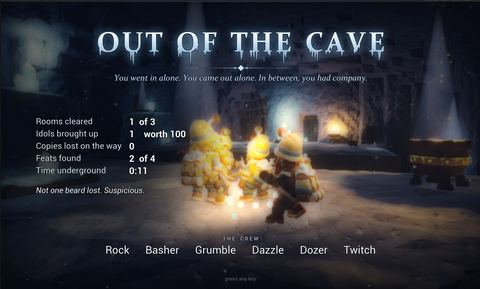 OUT OF THE CAVE
You went in alone. You came out alone. In between, you had company.
Rooms cleared 1 of 3
Idols brought up 1 worth 100
Copies lost on the way 0
Feats found 2 of 4
Time underground 0:11
Not one beard lost. Suspicious.
THE CREW
Rock Basher Grumble Dazzle Dozer Twitch
press any key